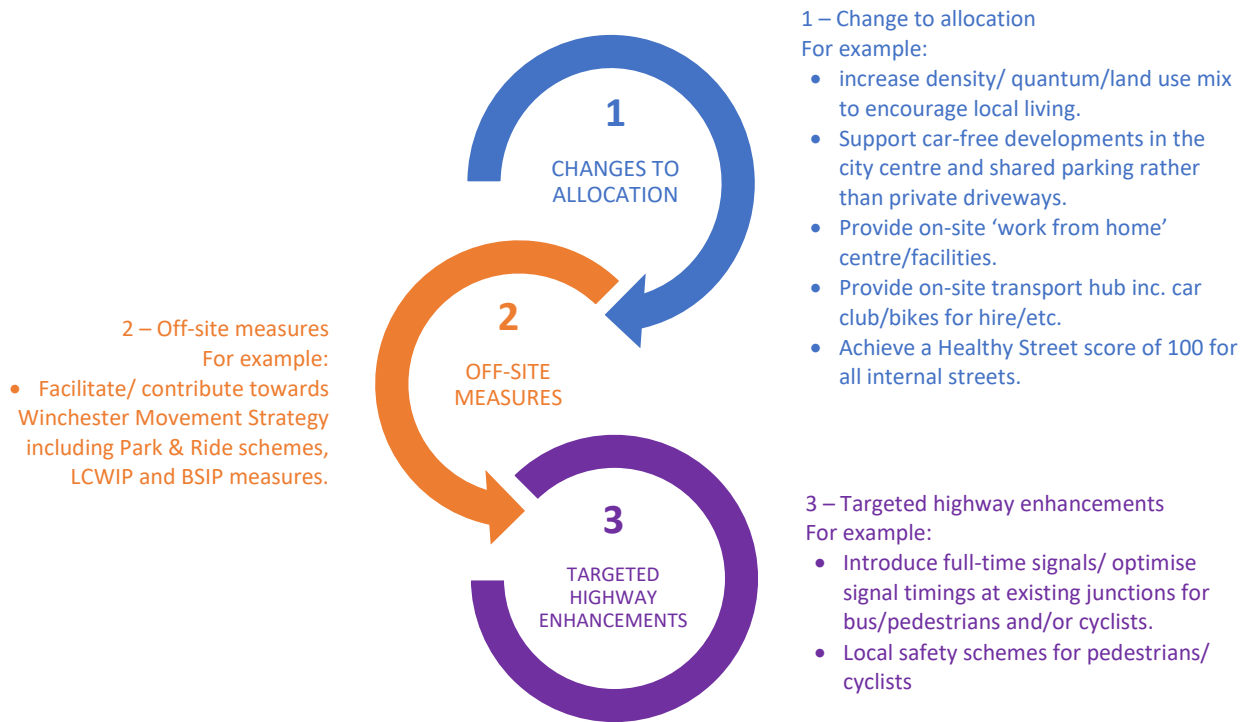 1 – Change to allocation
For example:
• increase density/ quantum/land use mix
to encourage local living.
• Support car-free developments in the
city centre and shared parking rather
than private driveways.
• Provide on-site ‘work from home’
centre/facilities.
• Provide on-site transport hub inc. car
club/bikes for hire/etc.
• Achieve a Healthy Street score of 100 for
all internal streets.
1
CHANGES TO
ALLOCATION
2
OFF-SITE
MEASURES
2 – Off-site measures
For example:
• Facilitate/ contribute towards
Winchester Movement Strategy
including Park & Ride schemes,
LCWIP and BSIP measures.
3
TARGETED
HIGHWAY
ENHANCEMENTS
3 – Targeted highway enhancements
For example:
• Introduce full-time signals/ optimise
signal timings at existing junctions for
bus/pedestrians and/or cyclists.
• Local safety schemes for pedestrians/
cyclists